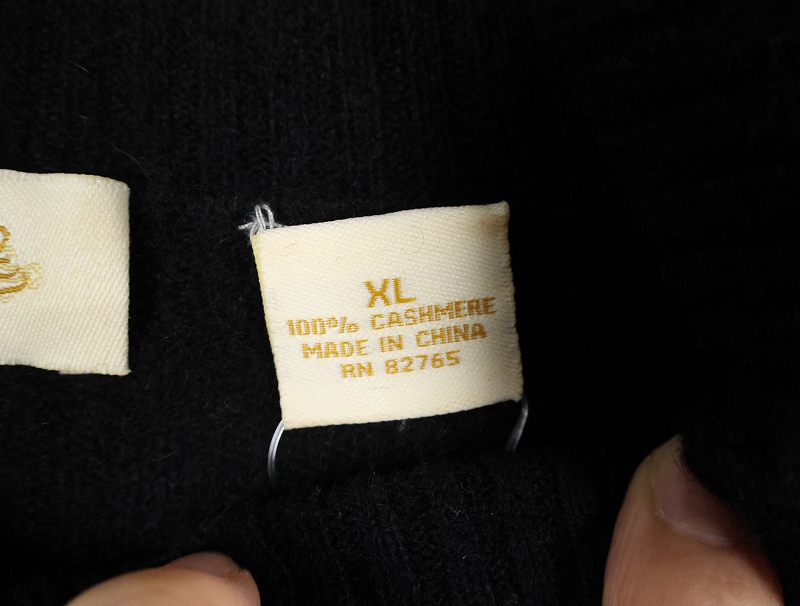 XL
100% CASHMERE
MADE IN CHINA
RN 82765